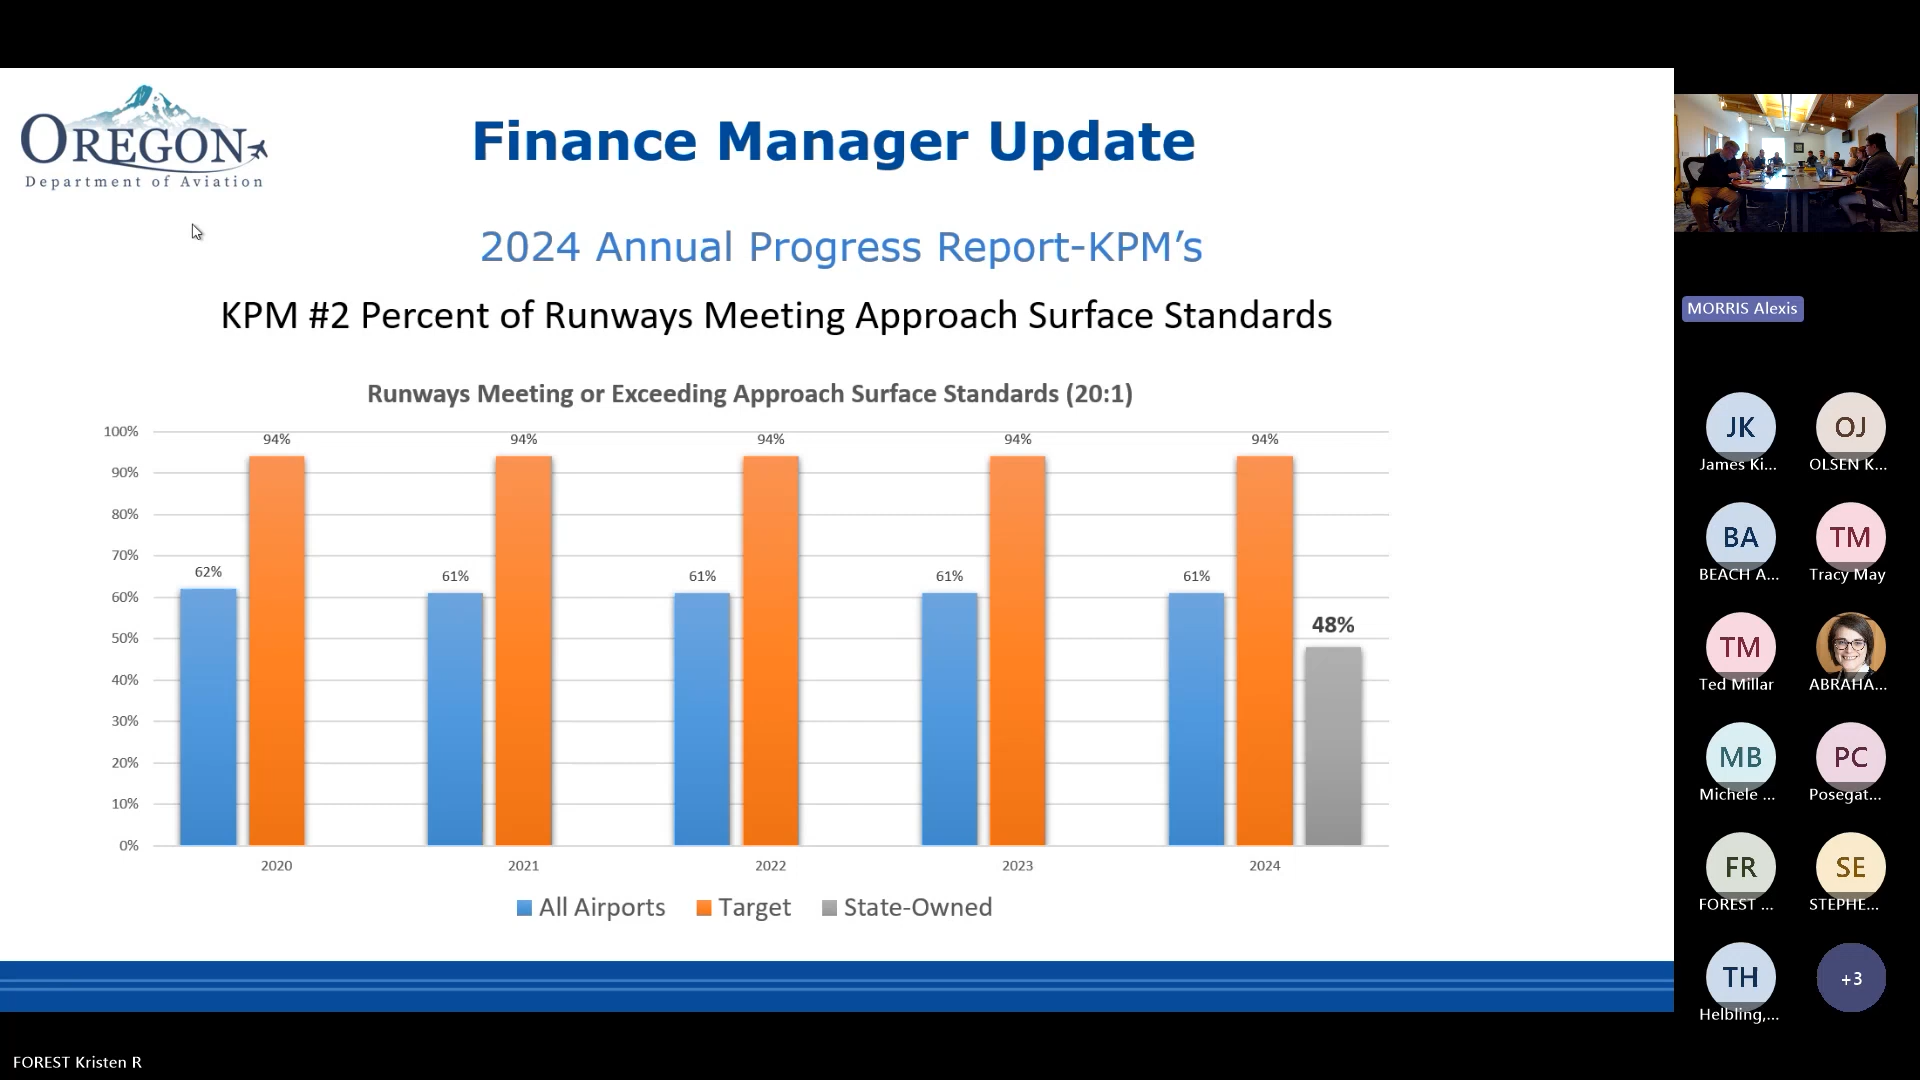 OREGON
Department of Aviation
Finance Manager Update
2024 Annual Progress Report-KPM’s
KPM #2 Percent of Runways Meeting Approach Surface Standards
Runways Meeting or Exceeding Approach Surface Standards (20:1)
100%
90%
80%
70%
60%
50%
40%
30%
20%
10%
0%
62%
94%
61%
94%
61%
94%
61%
94%
61%
94%
48%
2020
2021
2022
2023
2024
All Airports
Target
State-Owned
MORRIS Alexis
JK
James Ki...
OJ
OLSEN K...
BA
BEACH A...
TM
Tracy May
TM
Ted Millar
ABRAHA...
MB
Michele ...
PC
Posegat...
FR
FOREST ...
SE
STEPHE...
TH
Helbling,...
+3
FOREST Kristen R